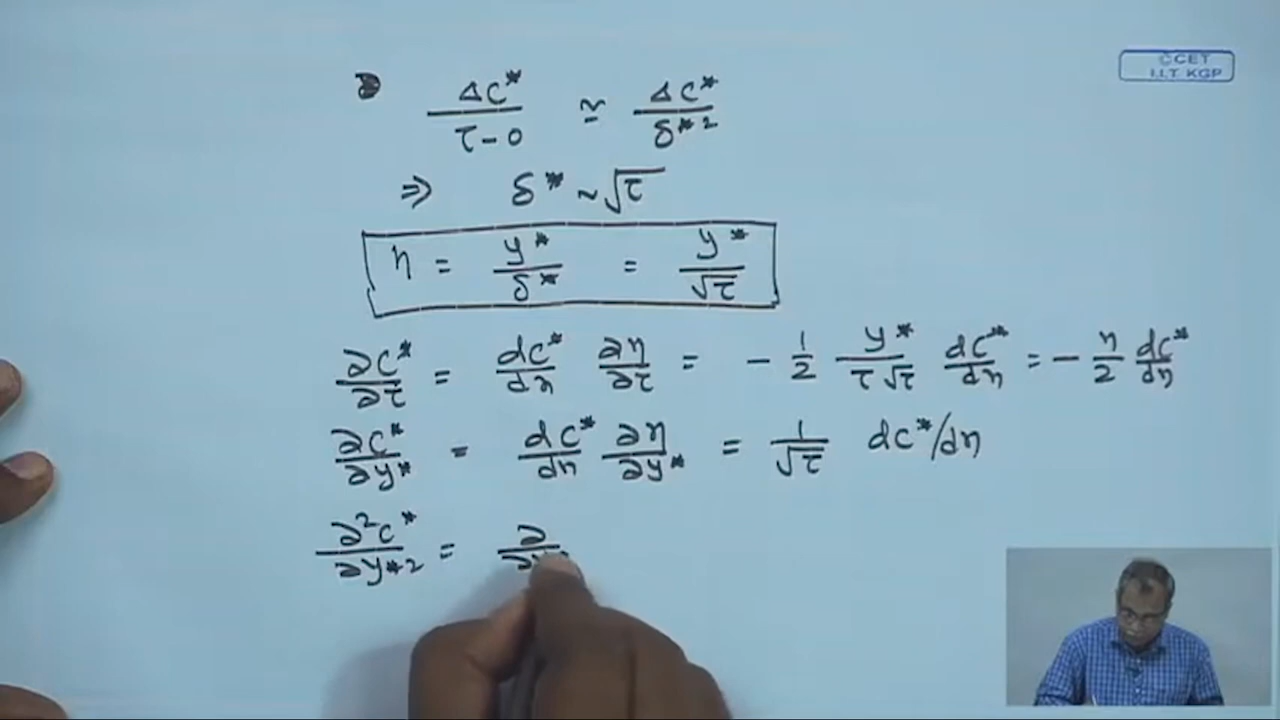 ©CET
I.I.T. KGP
Δc* / τ-0 ≃ Δc* / δ*²
⇒ δ* ~ √τ
η = y* / δ* = y* / √τ
∂c*/∂τ = dc*/dη ∂η/∂τ = - 1/2 y*/τ√τ dc*/dη = - η/2 dc*/dη
∂c*/∂y* = dc*/dη ∂η/∂y* = 1/√τ dc*/dη
∂²c*/∂y*² = ∂